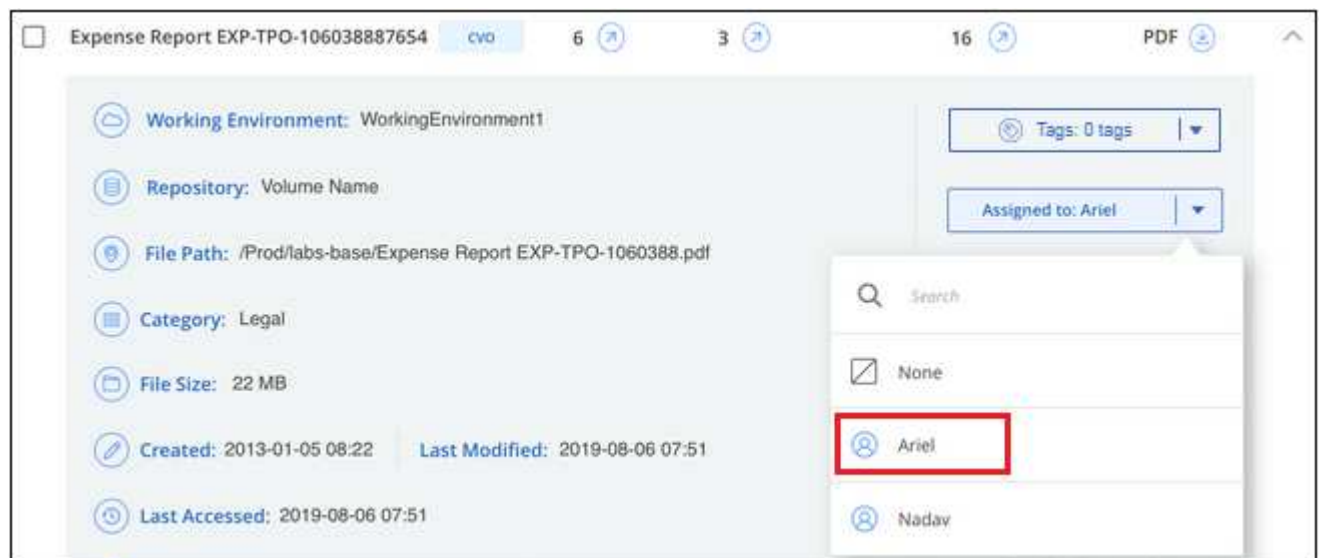 Expense Report EXP-TPO-106038887654 CVO 6 3 16 PDF
Working Environment: WorkingEnvironment1
Tags: 0 tags
Repository: Volume Name
Assigned to: Ariel
File Path: /Prod/labs-base/Expense Report EXP-TPO-1060388.pdf
Search
Category: Legal
None
File Size: 22 MB
Created: 2013-01-05 08:22 Last Modified: 2019-08-06 07:51
Ariel
Last Accessed: 2019-08-06 07:51
Nadav